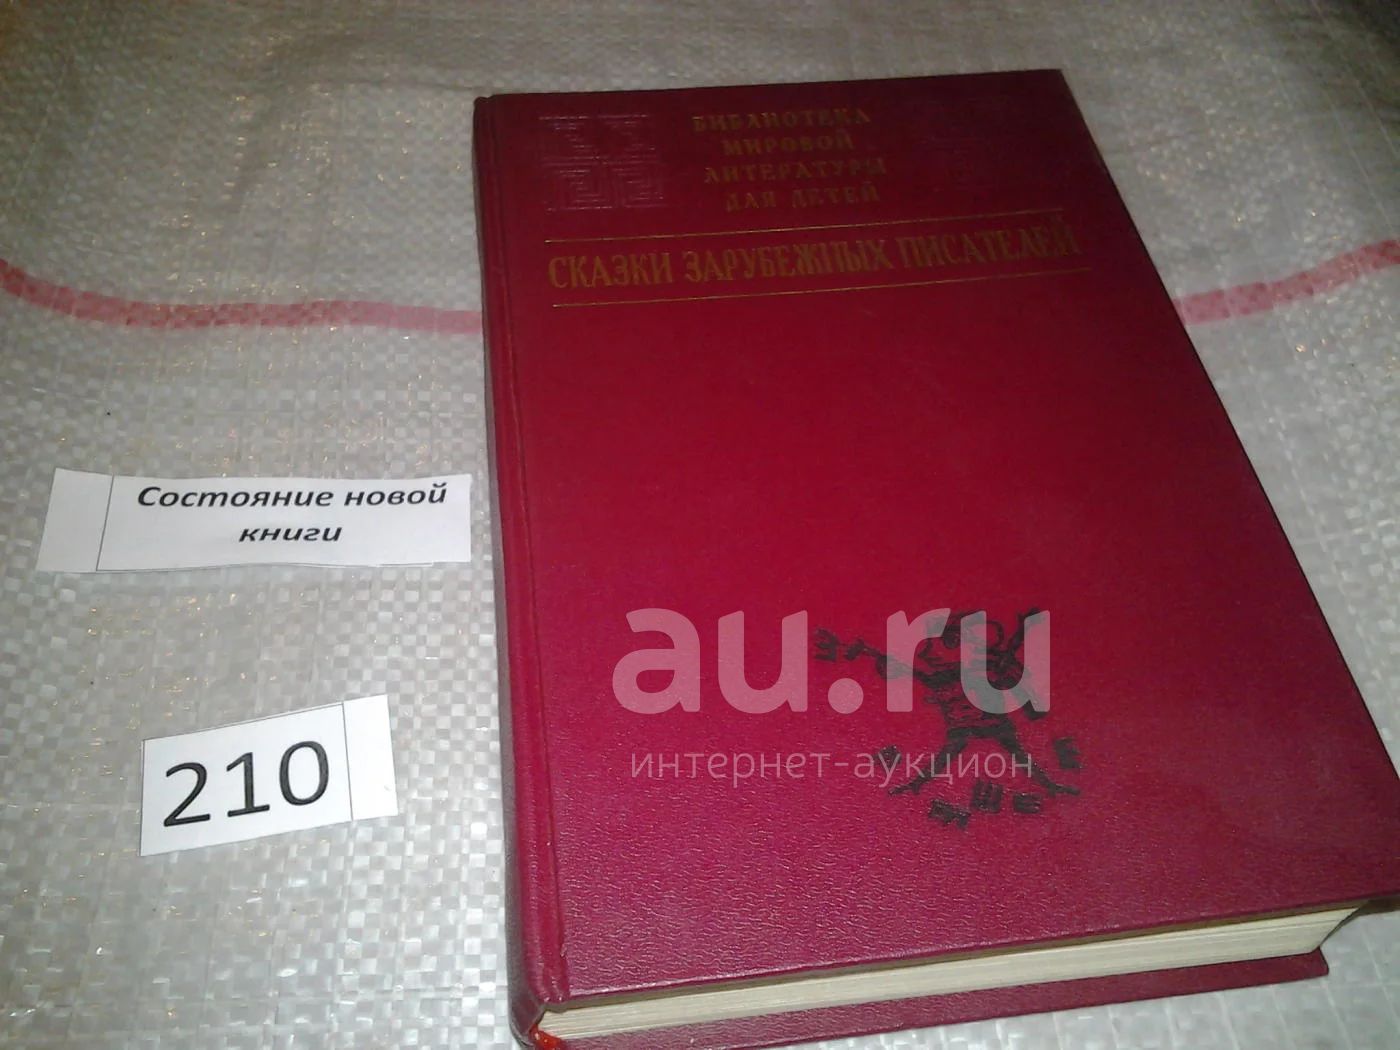 БИБЛИОТЕКА
МИРОВОЙ
ЛИТЕРАТУРЫ
ДЛЯ ДЕТЕЙ
СКАЗКИ ЗАРУБЕЖНЫХ ПИСАТЕЛЕЙ
Состояние новой
книги
210
au.ru
интернет-аукцион